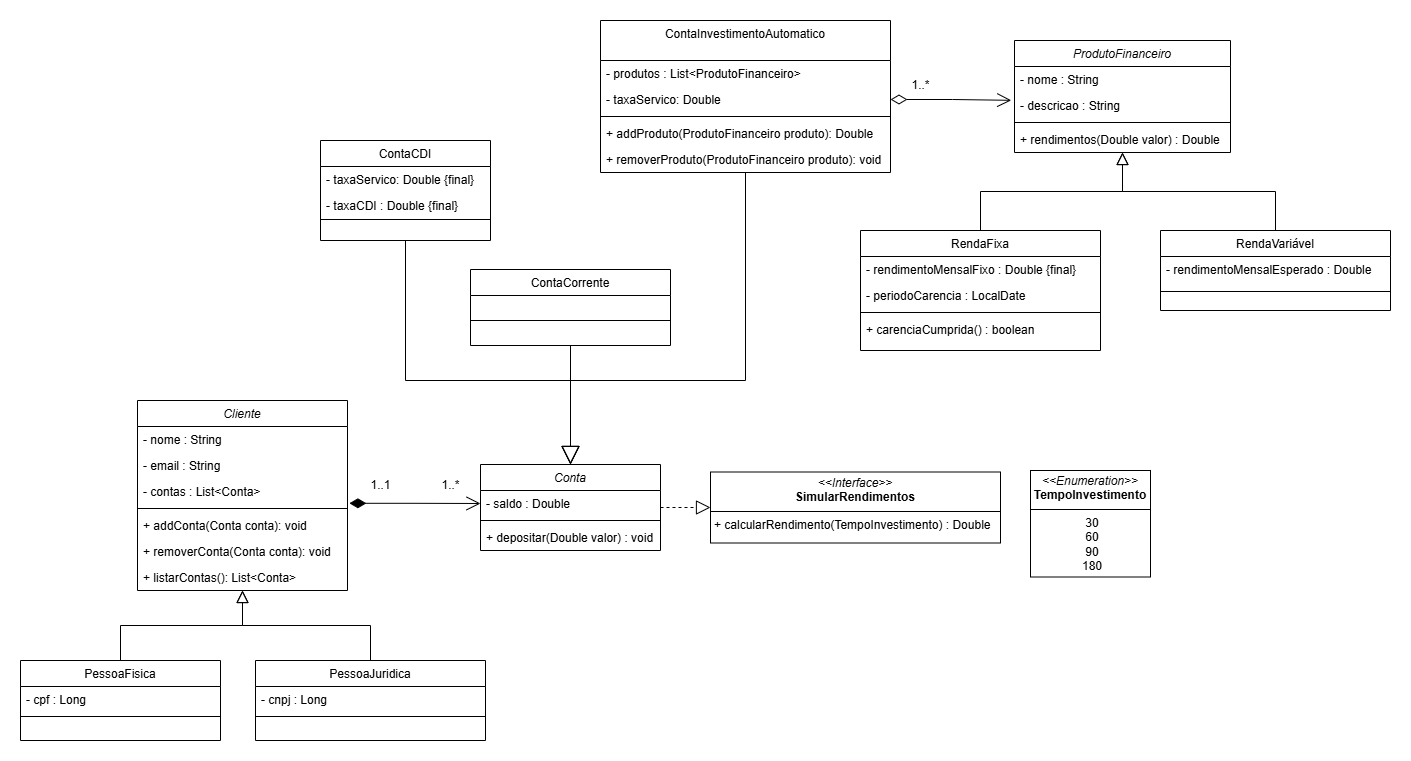 ContaInvestimentoAutomatico
- produtos : List<ProdutoFinanceiro>
- taxaServico: Double
+ addProduto(ProdutoFinanceiro produto): Double
+ removerProduto(ProdutoFinanceiro produto): void
1..*
ProdutoFinanceiro
- nome : String
- descricao : String
+ rendimentos(Double valor) : Double
ContaCDI
- taxaServico: Double {final}
- taxaCDI : Double {final}
RendaFixa
- rendimentoMensalFixo : Double {final}
- periodoCarencia : LocalDate
+ carenciaCumprida() : boolean
RendaVariável
- rendimentoMensalEsperado : Double
ContaCorrente
Cliente
- nome : String
- email : String
- contas : List<Conta>
+ addConta(Conta conta): void
+ removerConta(Conta conta): void
+ listarContas(): List<Conta>
1..1
1..*
Conta
- saldo : Double
+ depositar(Double valor) : void
<<Interface>>
SimularRendimentos
+ calcularRendimento(TempoInvestimento) : Double
<<Enumeration>>
TempoInvestimento
30
60
90
180
PessoaFisica
- cpf : Long
PessoaJuridica
- cnpj : Long